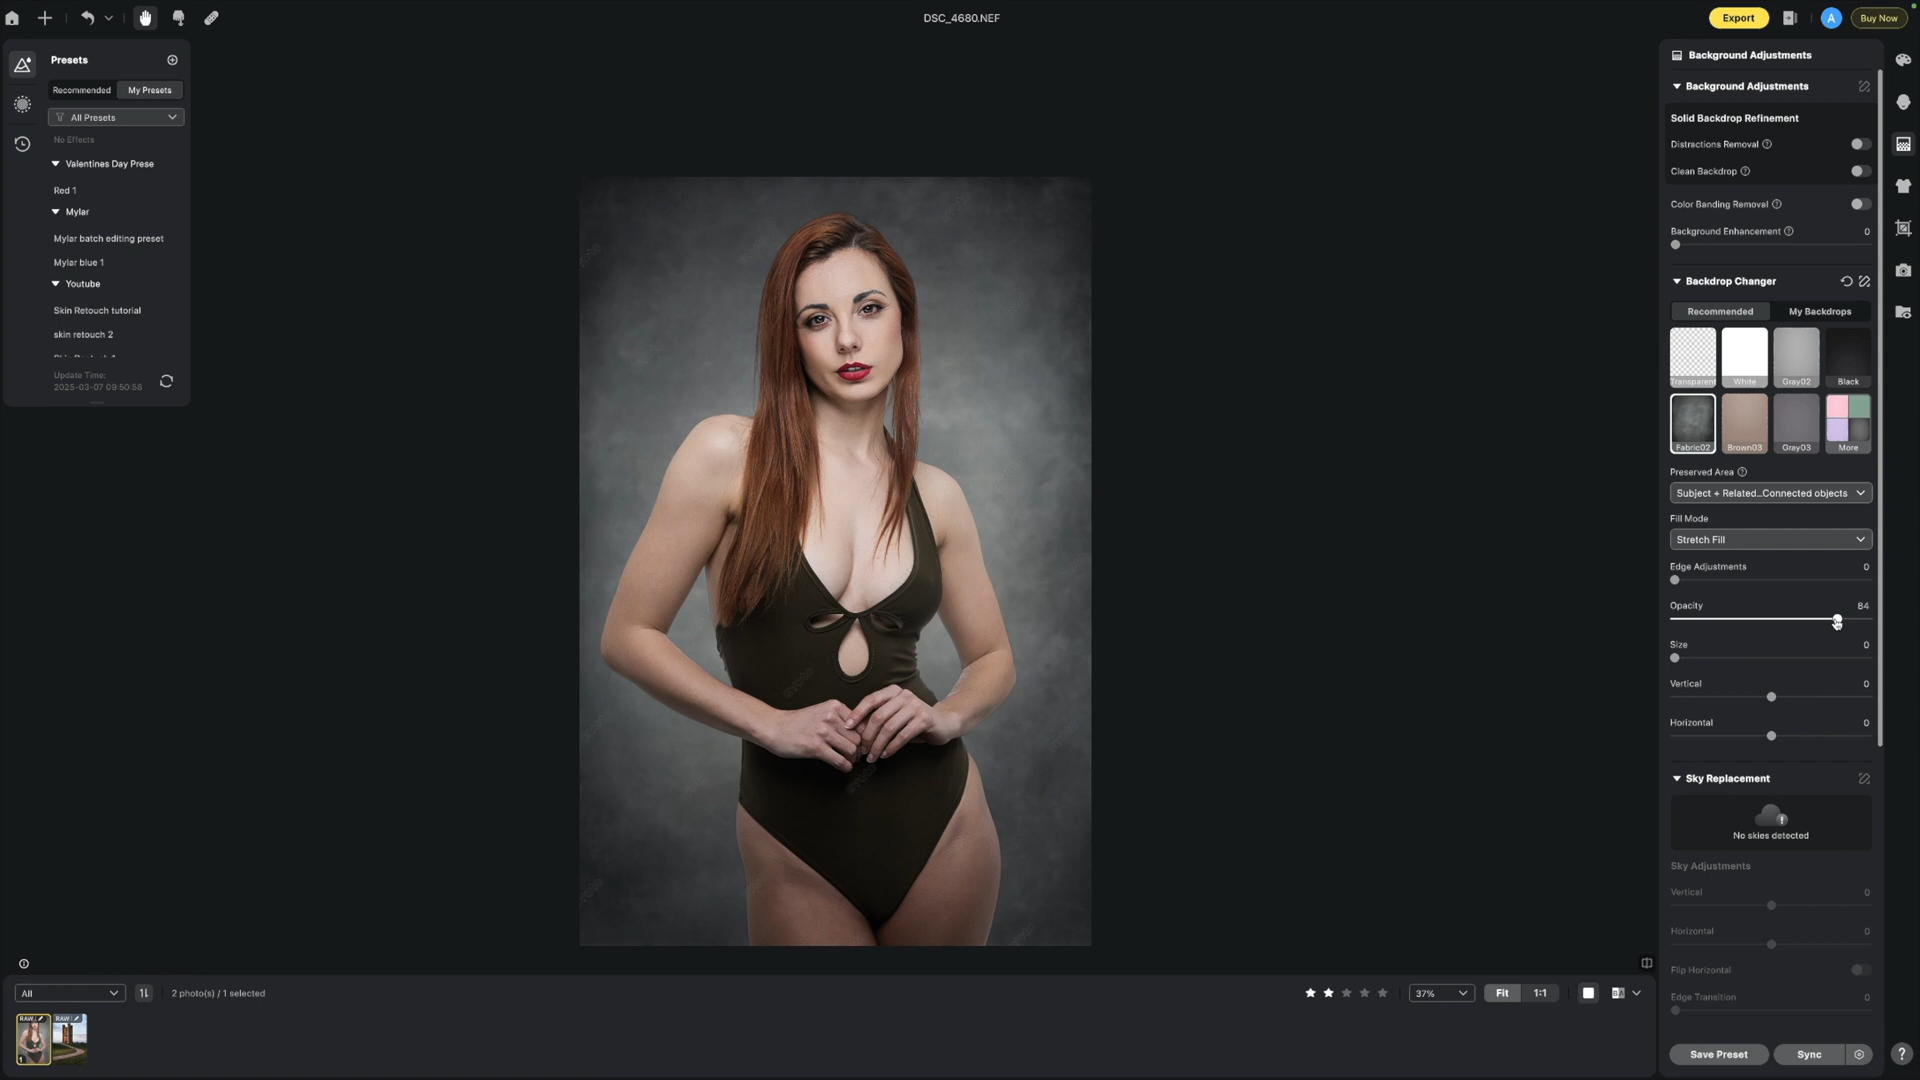 DSC_4680.NEF
Export
A
Buy Now
Presets
Recommended
My Presets
All Presets
No Effects
Valentines Day Prese
Red 1
Mylar
Mylar batch editing preset
Mylar blue 1
Youtube
Skin Retouch tutorial
skin retouch 2
Update Time:
2025-03-07 09:50:58
Background Adjustments
Background Adjustments
Solid Backdrop Refinement
Distractions Removal
Clean Backdrop
Color Banding Removal
Background Enhancement 0
Backdrop Changer
Recommended
My Backdrops
Transparent
White
Gray02
Black
Fabric02
Brown03
Gray03
More
Preserved Area
Subject + Related...Connected objects
Fill Mode
Stretch Fill
Edge Adjustments 0
Opacity 84
Size 0
Vertical 0
Horizontal 0
Sky Replacement
No skies detected
Sky Adjustments
Vertical 0
Horizontal 0
Flip Horizontal
Edge Transition 0
Save Preset
Sync
All
2 photo(s) / 1 selected
37%
Fit
1:1
RAW
RAW
1